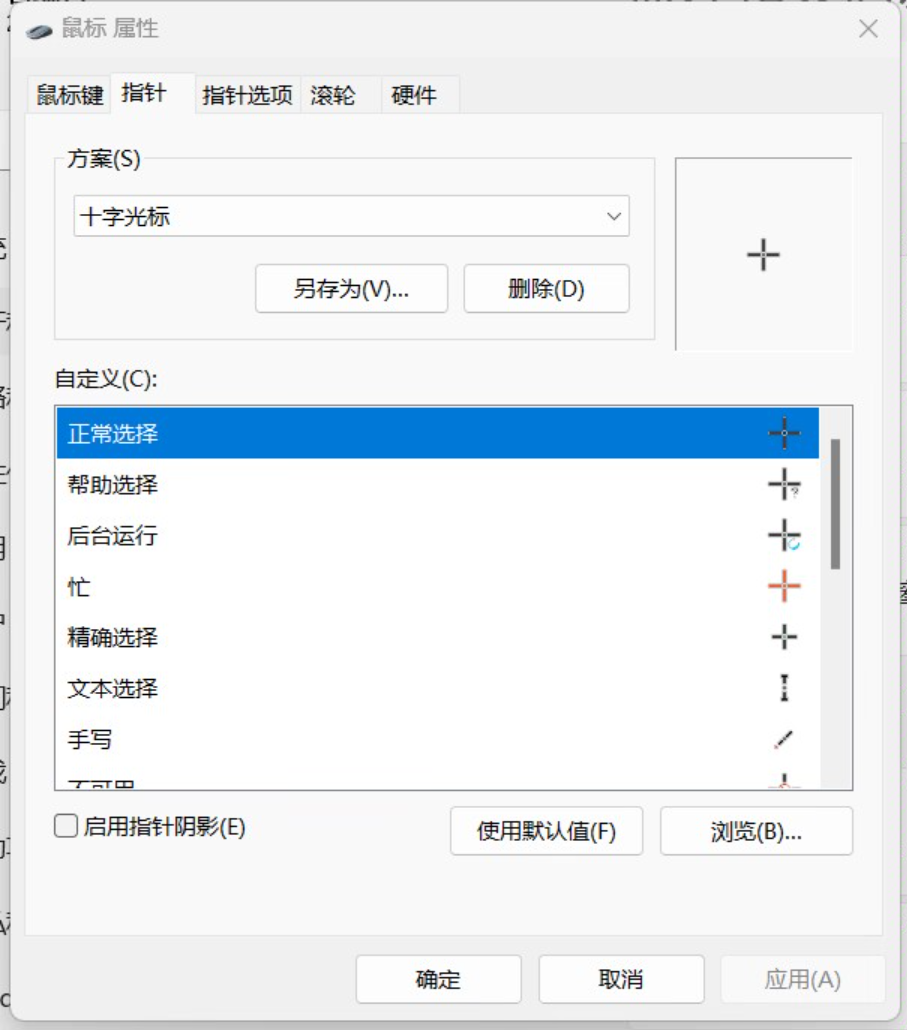 鼠标 属性
鼠标键 指针 指针选项 滚轮 硬件
方案(S)
十字光标
另存为(V)... 删除(D)
自定义(C):
正常选择
帮助选择
后台运行
忙
精确选择
文本选择
手写
不可用
启用指针阴影(E) 使用默认值(F) 浏览(B)...
确定 取消 应用(A)